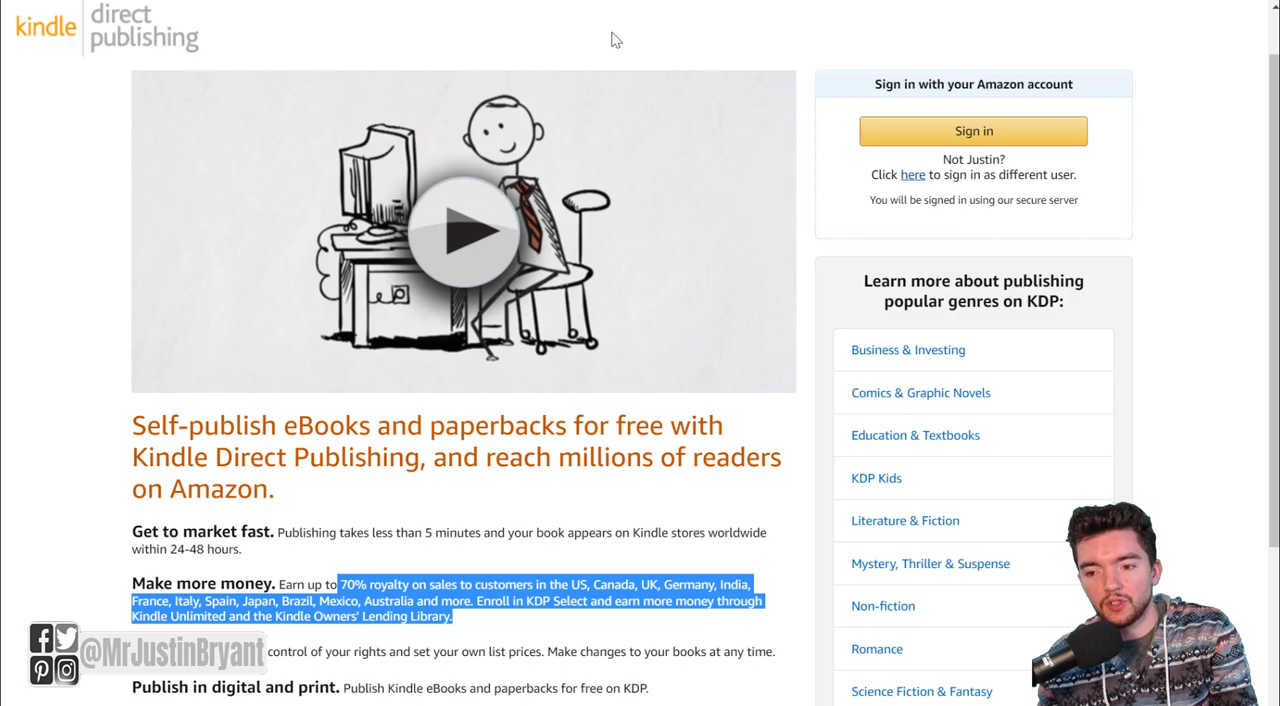 kindle direct publishing
Sign in with your Amazon account
Sign in
Not Justin?
Click here to sign in as different user.
You will be signed in using our secure server
Learn more about publishing
popular genres on KDP:
Business & Investing
Comics & Graphic Novels
Education & Textbooks
KDP Kids
Literature & Fiction
Mystery, Thriller & Suspense
Non-fiction
Romance
Science Fiction & Fantasy
Self-publish eBooks and paperbacks for free with
Kindle Direct Publishing, and reach millions of readers
on Amazon.
Get to market fast. Publishing takes less than 5 minutes and your book appears on Kindle stores worldwide
within 24-48 hours.
Make more money. Earn up to 70% royalty on sales to customers in the US, Canada, UK, Germany, India,
France, Italy, Spain, Japan, Brazil, Mexico, Australia and more. Enroll in KDP Select and earn more money through
Kindle Unlimited and the Kindle Owners' Lending Library.
control of your rights and set your own list prices. Make changes to your books at any time.
@MrJustinBryant
Publish in digital and print. Publish Kindle eBooks and paperbacks for free on KDP.